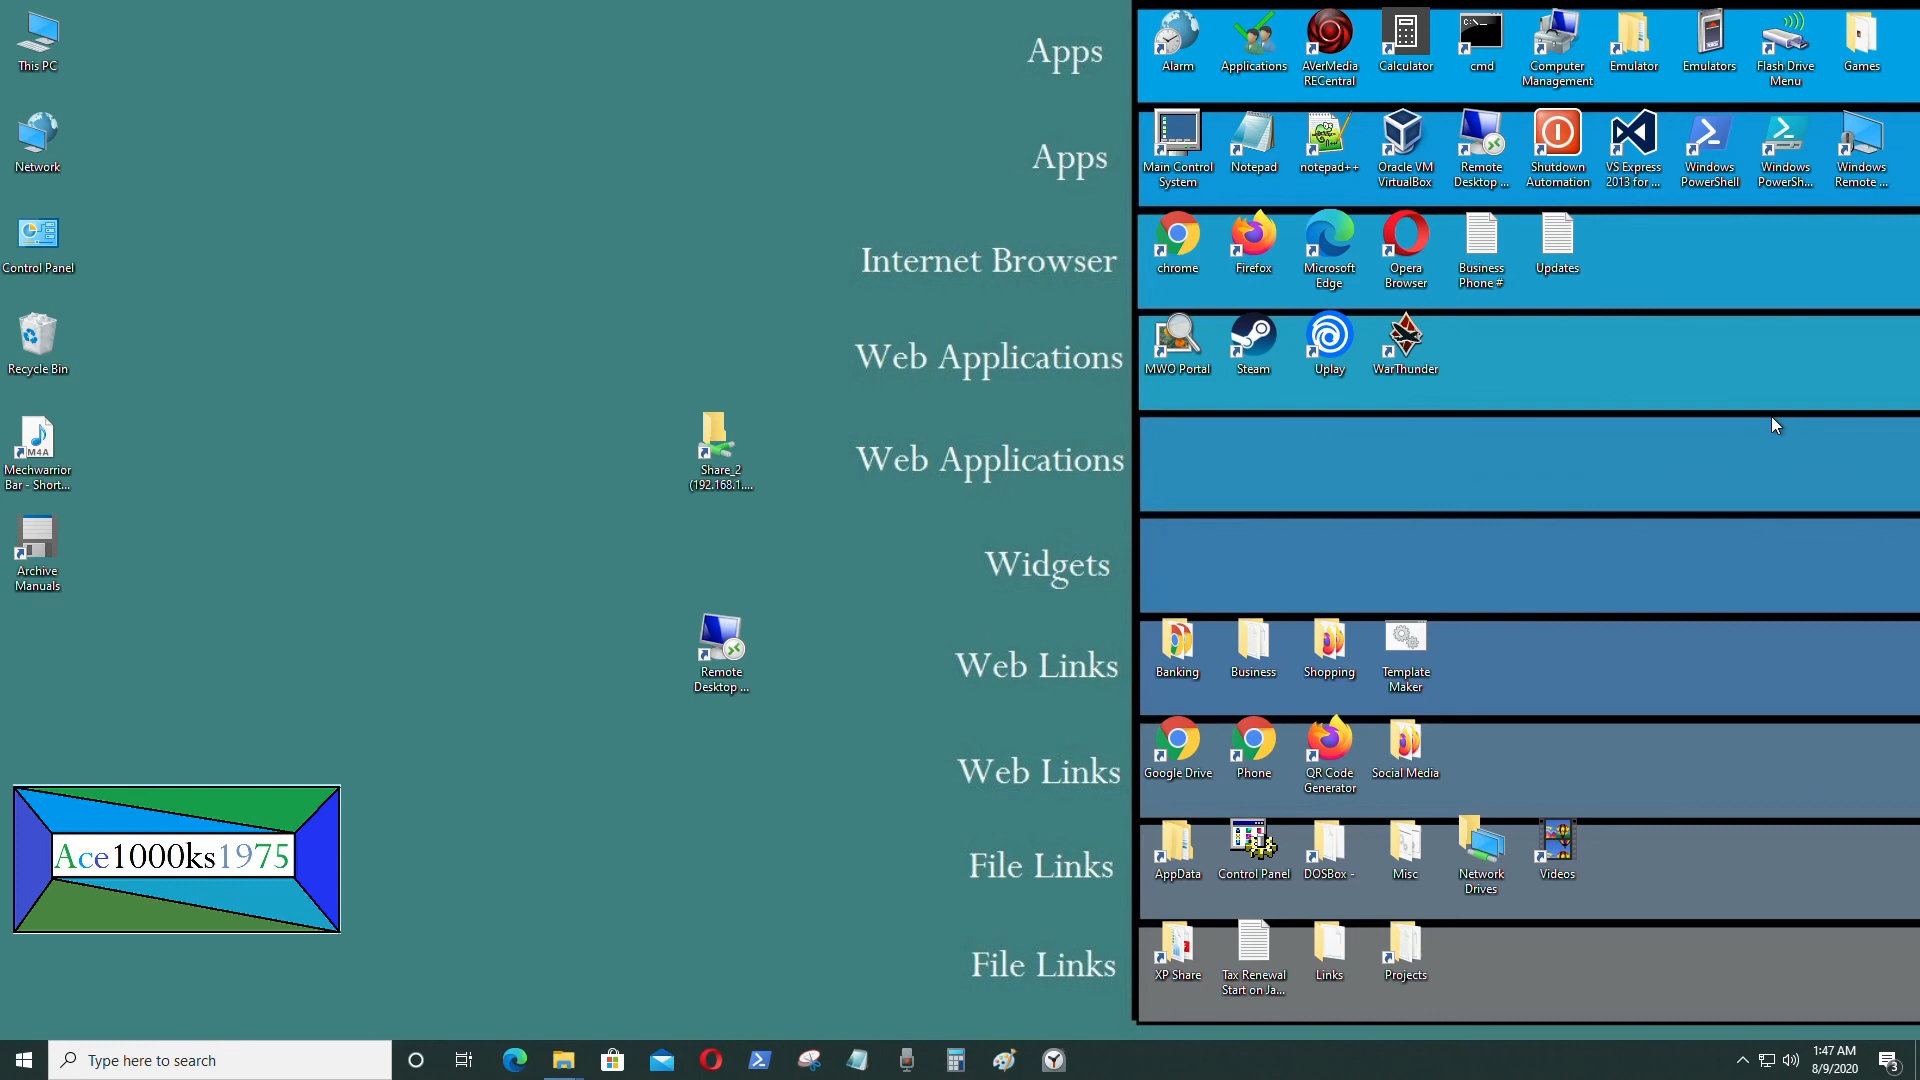 This PC
Network
Control Panel
Recycle Bin
M4A
Mechwarrior
Bar - Short...
Archive
Manuals
Ace1000ks1975
Share_2
(192.168.1....
Remote
Desktop ...
Apps
Alarm
Applications
AVerMedia
RECentral
Calculator
C:\>_
cmd
Computer
Management
Emulator
Emulators
Flash Drive
Menu
Games
Apps
Main Control
System
Notepad
notepad++
Oracle VM
VirtualBox
Remote
Desktop ...
Shutdown
Automation
VS Express
2013 for ...
Windows
PowerShell
Windows
PowerSh...
Windows
Remote ...
Internet Browser
chrome
Firefox
Microsoft
Edge
Opera
Browser
Business
Phone #
Updates
Web Applications
MWO Portal
Steam
Uplay
WarThunder
Web Applications
Widgets
Web Links
Banking
Business
Shopping
Template
Maker
Web Links
Google Drive
Phone
QR Code
Generator
Social Media
File Links
AppData
Control Panel
DOSBox -
Misc
Network
Drives
Videos
File Links
XP Share
Tax Renewal
Start on Ja...
Links
Projects
Type here to search
1:47 AM
8/9/2020
3